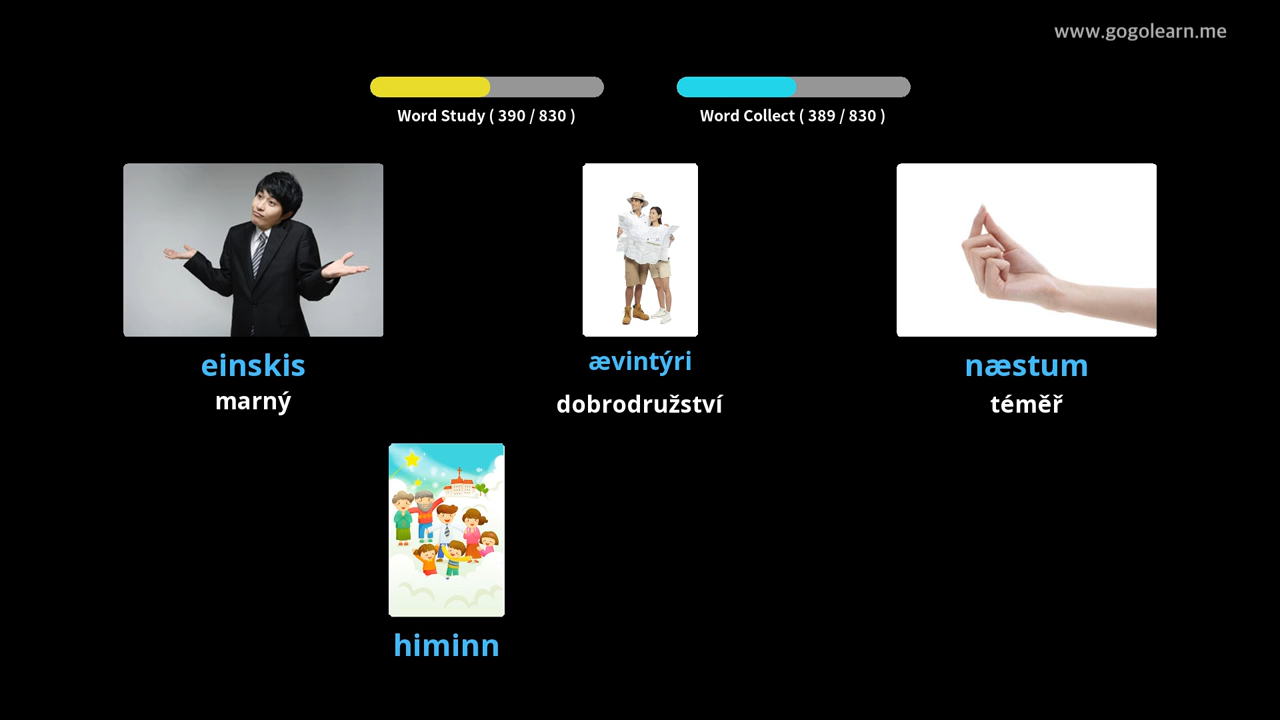 www.gogolearn.me
Word Study ( 390 / 830 )
Word Collect ( 389 / 830 )
einskis
marný
ævintýri
dobrodružství
næstum
téměř
himinn